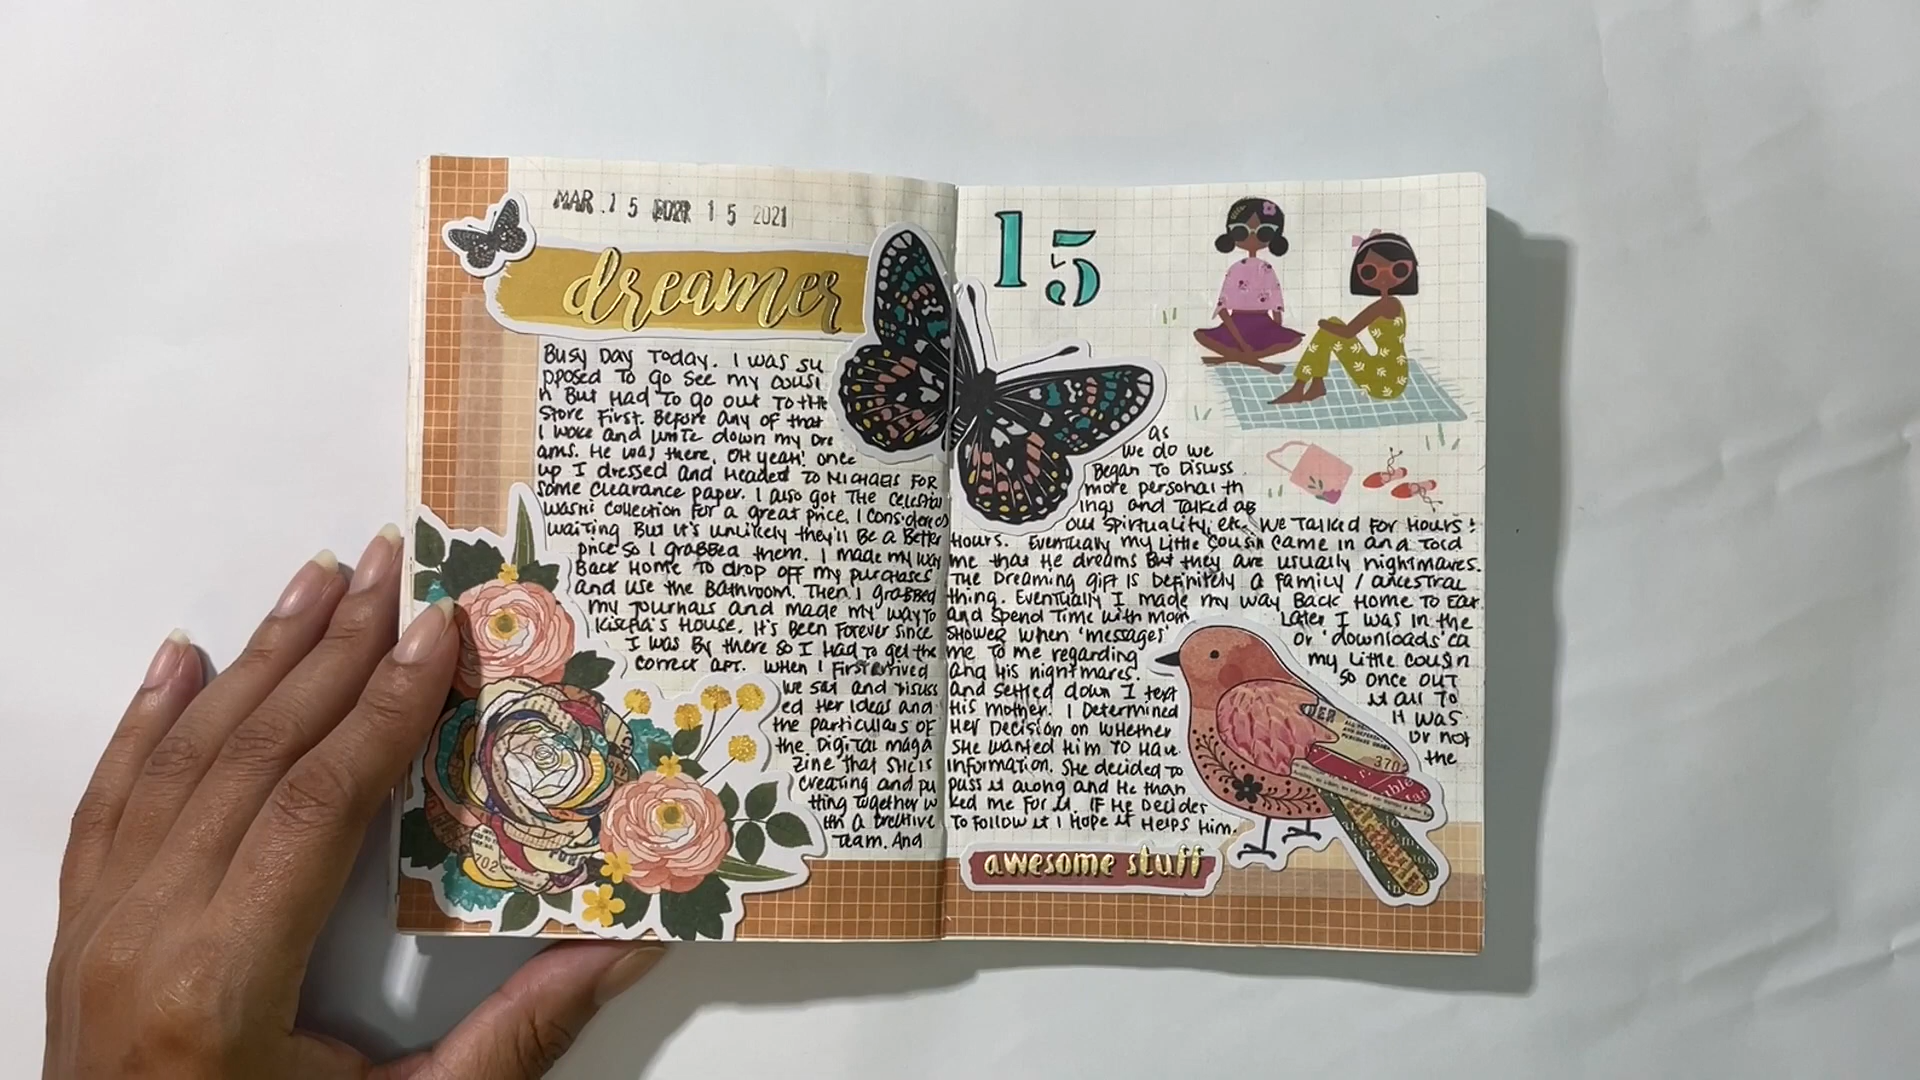 MAR. 15 2021 15 2021
dreamer
Busy Day Today. I was su
pposed To go see my cousi
n But Had To go out To the
Store First. Before Any of that
I woke and write down my dre
ams. He was there. OH yeah! once
up I dressed and Headed To Michaels For
some clearance paper. I also got The Celestial
washi collection For a great price. I considered
waiting But it's unlikely they'll Be a Better
price so I grabbed them. I made my way
Back Home To drop off my purchases
and use the Bathroom. Then I grabbed
my journals and made my way to
House. It's Been Forever since
I was By there so I Had to get the
correct apt. When I First arrived
we sat and discuss
ed Her ideas and
the particulars of
the Digital maga
zine that she is
creating and pu
tting together w
ith a creative
Team. And
15
as
we do we
Began To Discuss
more personal th
ings and Talked ab
out spirituality, etc. We Talked For Hours!
Hours. Eventually my Little cousin came in and Told
me that He dreams But they are usually nightmares.
The Dreaming gift is Definitely a family / ancestral
thing. Eventually I made my way Back Home To Eat
and Spend Time with mom. Later I was in the
shower when 'messages' or 'downloads' ca
me To me regarding my Little cousin
and His nightmares. So once out
and settled down I text it all To
His mother. I Determined it was
Her Decision on whether or not
she wanted Him To Have the
information. She decided to
pass it along and He than
ked me For it. If He Decides
To Follow it I Hope it Helps Him.
370
702
awesome stuff